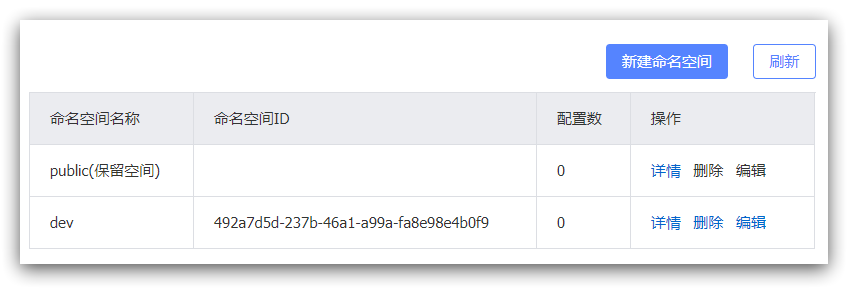 新建命名空间 刷新
命名空间名称 命名空间ID 配置数 操作
public(保留空间) 0 详情 删除 编辑
dev 492a7d5d-237b-46a1-a99a-fa8e98e4b0f9 0 详情 删除 编辑